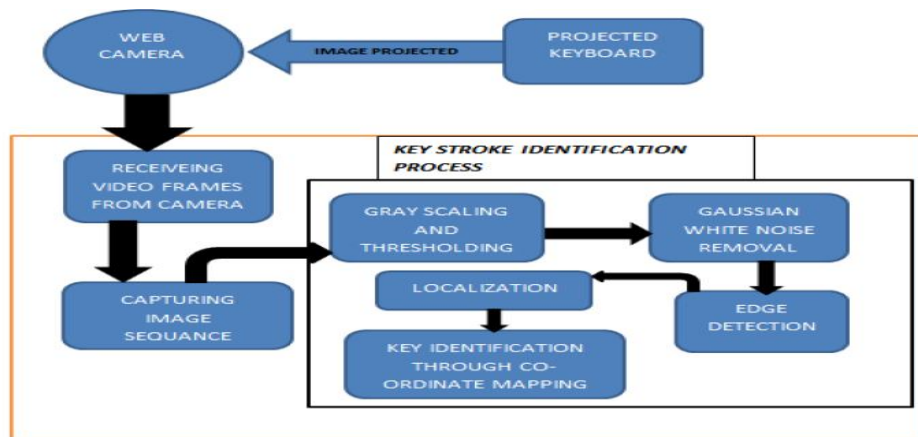 WEB
CAMERA
IMAGE PROJECTED
PROJECTED
KEYBOARD
KEY STROKE IDENTIFICATION
PROCESS
RECEIVEING
VIDEO FRAMES
FROM CAMERA
GRAY SCALING
AND
THRESHOLDING
GAUSSIAN
WHITE NOISE
REMOVAL
CAPTURING
IMAGE
SEQUANCE
LOCALIZATION
EDGE
DETECTION
KEY IDENTIFICATION
THROUGH CO-
ORDINATE MAPPING